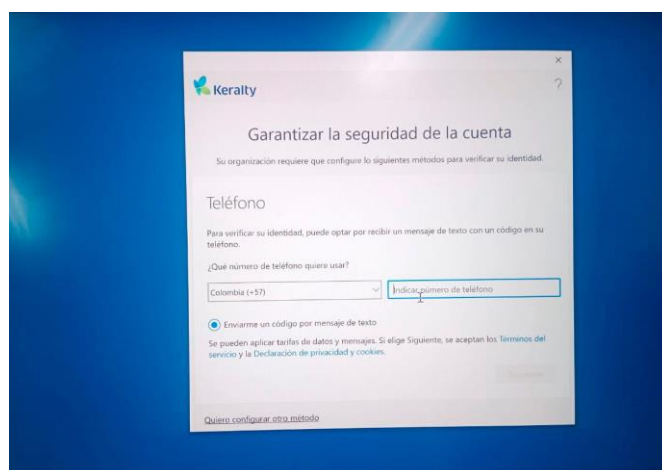 Keralty
?
Garantizar la seguridad de la cuenta
Su organización requiere que configure lo siguientes métodos para verificar su identidad.
Teléfono
Para verificar su identidad, puede optar por recibir un mensaje de texto con un código en su
teléfono.
¿Qué número de teléfono quiere usar?
Colombia (+57)
Indicar número de teléfono
Enviarme un código por mensaje de texto
Se pueden aplicar tarifas de datos y mensajes. Si elige Siguiente, se aceptan los Términos del
servicio y la Declaración de privacidad y cookies.
Quiero configurar otro método